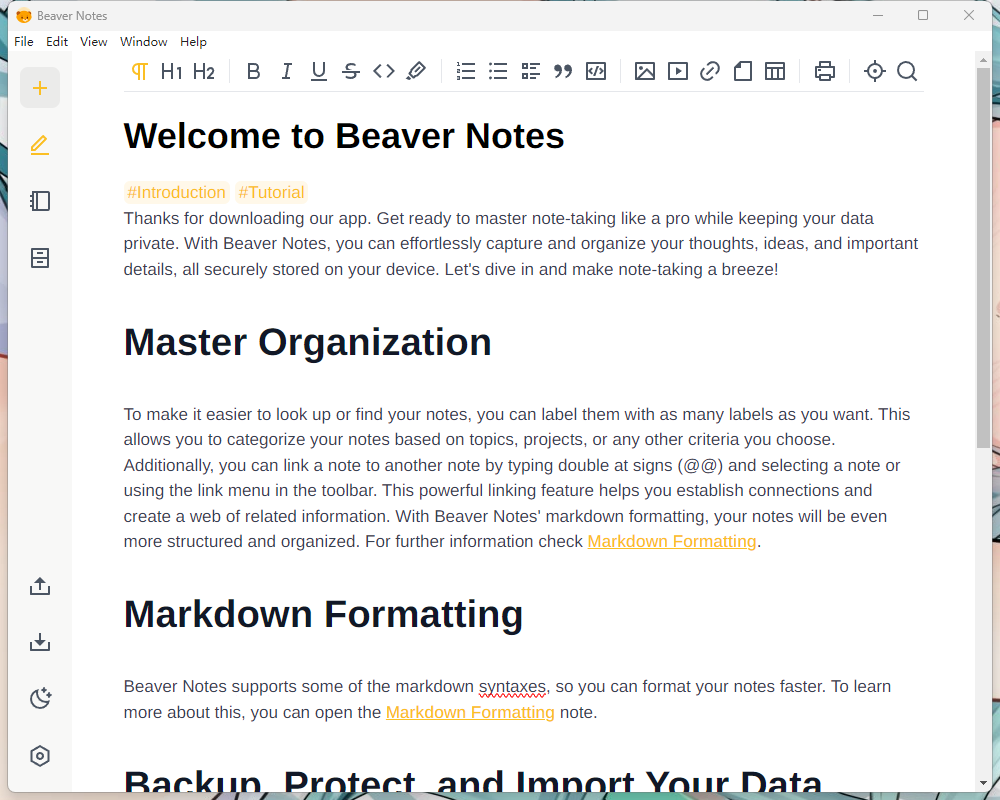 Beaver Notes
File Edit View Window Help
H1 H2 B I U S
Welcome to Beaver Notes
#Introduction #Tutorial
Thanks for downloading our app. Get ready to master note-taking like a pro while keeping your data
private. With Beaver Notes, you can effortlessly capture and organize your thoughts, ideas, and important
details, all securely stored on your device. Let's dive in and make note-taking a breeze!
Master Organization
To make it easier to look up or find your notes, you can label them with as many labels as you want. This
allows you to categorize your notes based on topics, projects, or any other criteria you choose.
Additionally, you can link a note to another note by typing double at signs (@@) and selecting a note or
using the link menu in the toolbar. This powerful linking feature helps you establish connections and
create a web of related information. With Beaver Notes' markdown formatting, your notes will be even
more structured and organized. For further information check Markdown Formatting.
Markdown Formatting
Beaver Notes supports some of the markdown syntaxes, so you can format your notes faster. To learn
more about this, you can open the Markdown Formatting note.
Backup, Protect, and Import Your Data